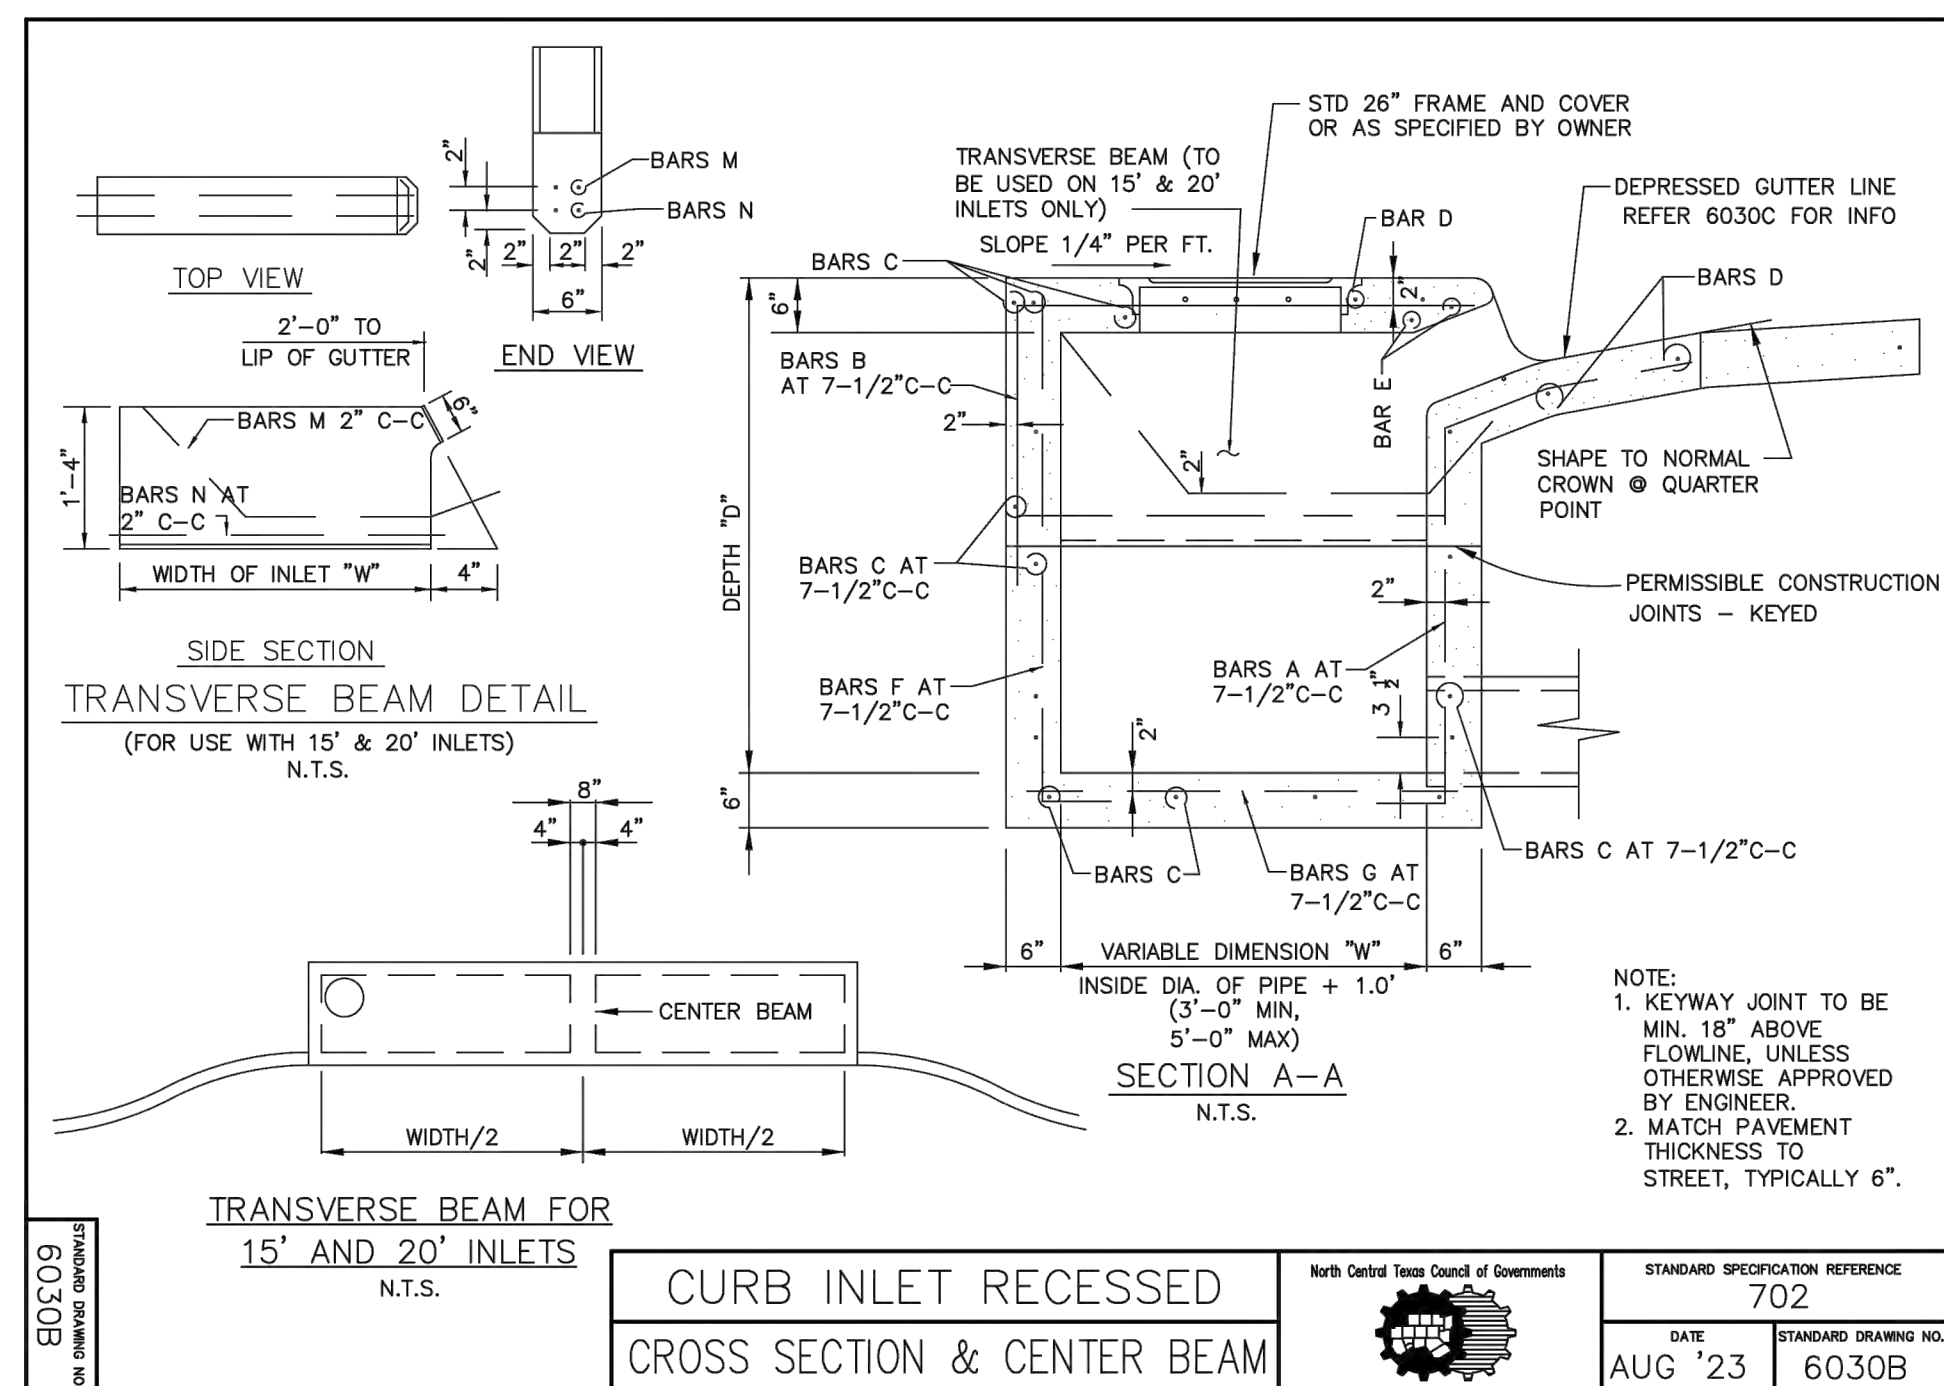 2"
BARS M
BARS N
2"
2"
2"
2"
6"
TOP VIEW
END VIEW
2'-0" TO
LIP OF GUTTER
6"
BARS M 2" C-C
1'-4"
BARS N AT
2" C-C
WIDTH OF INLET "W"
4"
SIDE SECTION
TRANSVERSE BEAM DETAIL
(FOR USE WITH 15' & 20' INLETS)
N.T.S.
8"
4"
4"
CENTER BEAM
WIDTH/2
WIDTH/2
TRANSVERSE BEAM FOR
15' AND 20' INLETS
N.T.S.
STD 26" FRAME AND COVER
OR AS SPECIFIED BY OWNER
TRANSVERSE BEAM (TO
BE USED ON 15' & 20'
INLETS ONLY)
SLOPE 1/4" PER FT.
DEPRESSED GUTTER LINE
REFER 6030C FOR INFO
BAR D
BARS C
BARS D
6"
2"
BARS B
AT 7-1/2"C-C
2"
BAR E
2"
SHAPE TO NORMAL
CROWN @ QUARTER
POINT
DEPTH "D"
BARS C AT
7-1/2"C-C
2"
PERMISSIBLE CONSTRUCTION
JOINTS - KEYED
BARS F AT
7-1/2"C-C
BARS A AT
7-1/2"C-C
3 1/2"
2"
6"
BARS C
BARS G AT
7-1/2"C-C
BARS C AT 7-1/2"C-C
6"
VARIABLE DIMENSION "W"
6"
INSIDE DIA. OF PIPE + 1.0'
(3'-0" MIN,
5'-0" MAX)
SECTION A-A
N.T.S.
NOTE:
1. KEYWAY JOINT TO BE
MIN. 18" ABOVE
FLOWLINE, UNLESS
OTHERWISE APPROVED
BY ENGINEER.
2. MATCH PAVEMENT
THICKNESS TO
STREET, TYPICALLY 6".
STANDARD DRAWING NO
6030B
CURB INLET RECESSED
CROSS SECTION & CENTER BEAM
North Central Texas Council of Governments
STANDARD SPECIFICATION REFERENCE
702
DATE
AUG '23
STANDARD DRAWING NO.
6030B